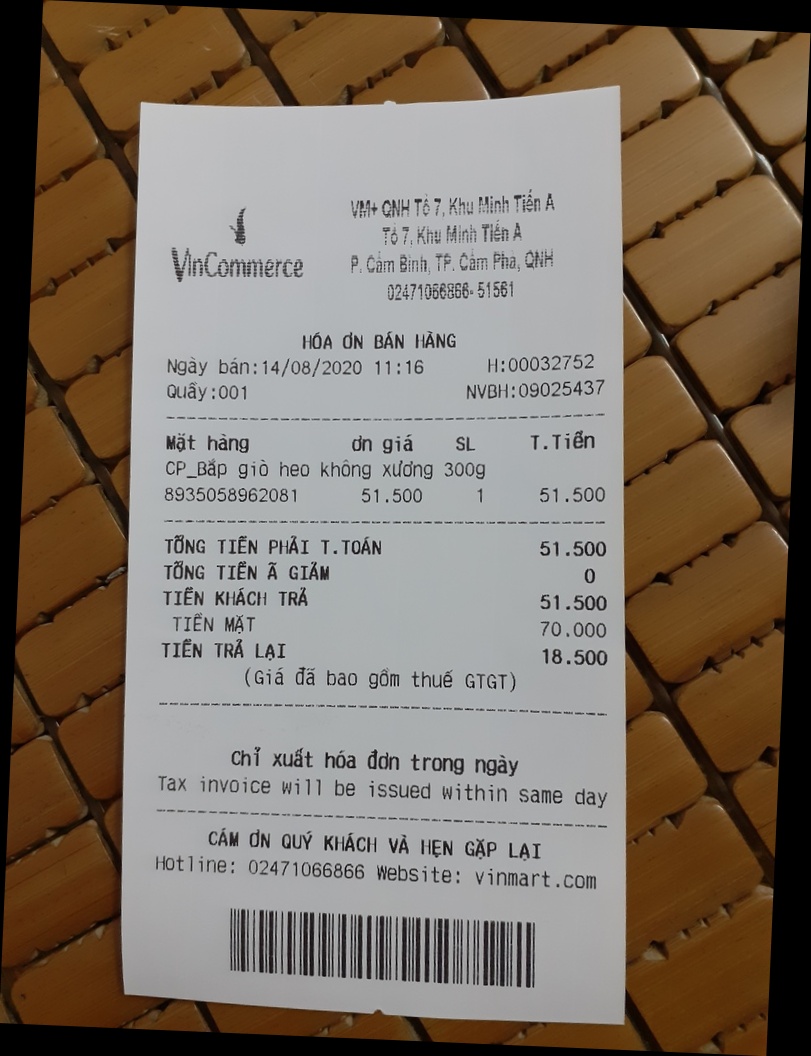 VinCommerce
VM+ QNH Tổ 7, Khu Minh Tiến A
Tổ 7, Khu Minh Tiến A
P. Cẩm Bình, TP. Cẩm Phả, QNH
02471066866- 51561
HÓA ƠN BÁN HÀNG
Ngày bán:14/08/2020 11:16 H:00032752
Quầy:001 NVBH:09025437
Mặt hàng ơn giá SL T.Tiền
CP_Bắp giò heo không xương 300g
8935058962081 51.500 1 51.500
TỔNG TIỀN PHẢI T.TOÁN 51.500
TỔNG TIỀN Ã GIẢM 0
TIỀN KHÁCH TRẢ 51.500
TIỀN MẶT 70.000
TIỀN TRẢ LẠI 18.500
(Giá đã bao gồm thuế GTGT)
Chỉ xuất hóa đơn trong ngày
Tax invoice will be issued within same day
CÁM ƠN QUÝ KHÁCH VÀ HẸN GẶP LẠI
Hotline: 02471066866 Website: vinmart.com